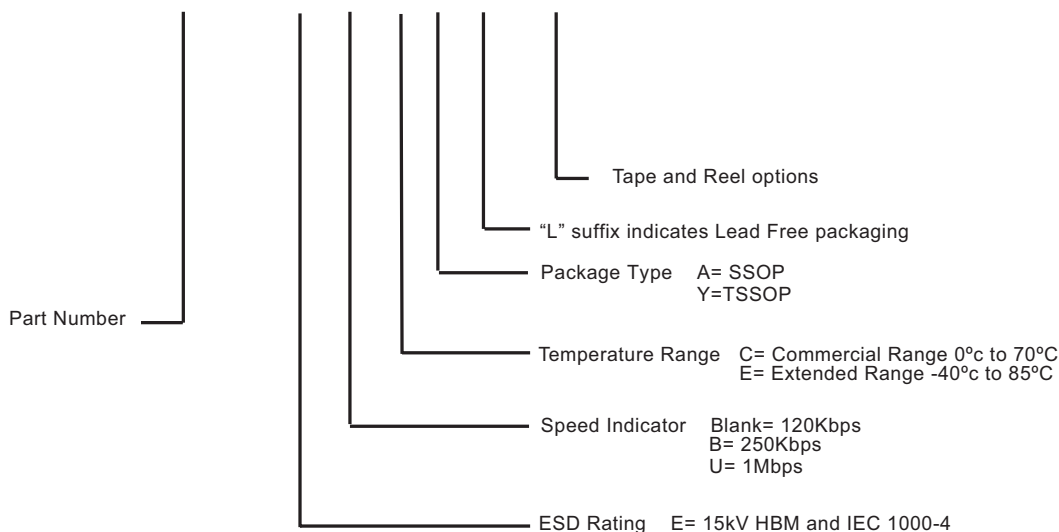 Tape and Reel options
“L” suffix indicates Lead Free packaging
Package Type A= SSOP
Y=TSSOP
Part Number
Temperature Range C= Commercial Range 0ºc to 70ºC
E= Extended Range -40ºc to 85ºC
Speed Indicator Blank= 120Kbps
B= 250Kbps
U= 1Mbps
ESD Rating E= 15kV HBM and IEC 1000-4